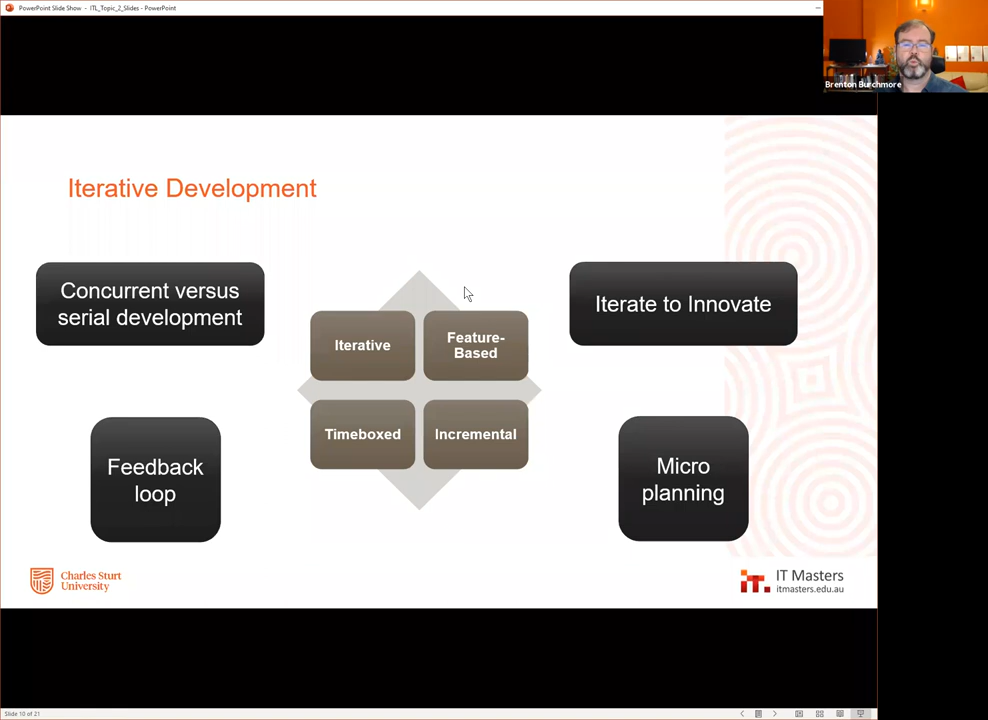 PowerPoint Slide Show - ITL_Topic_2_Slides - PowerPoint
Brenton Burchmore
Iterative Development
Concurrent versus
serial development
Iterate to Innovate
Iterative
Feature-
Based
Timeboxed
Incremental
Feedback
loop
Micro
planning
Charles Sturt
University
IT Masters
itmasters.edu.au
Slide 10 of 21